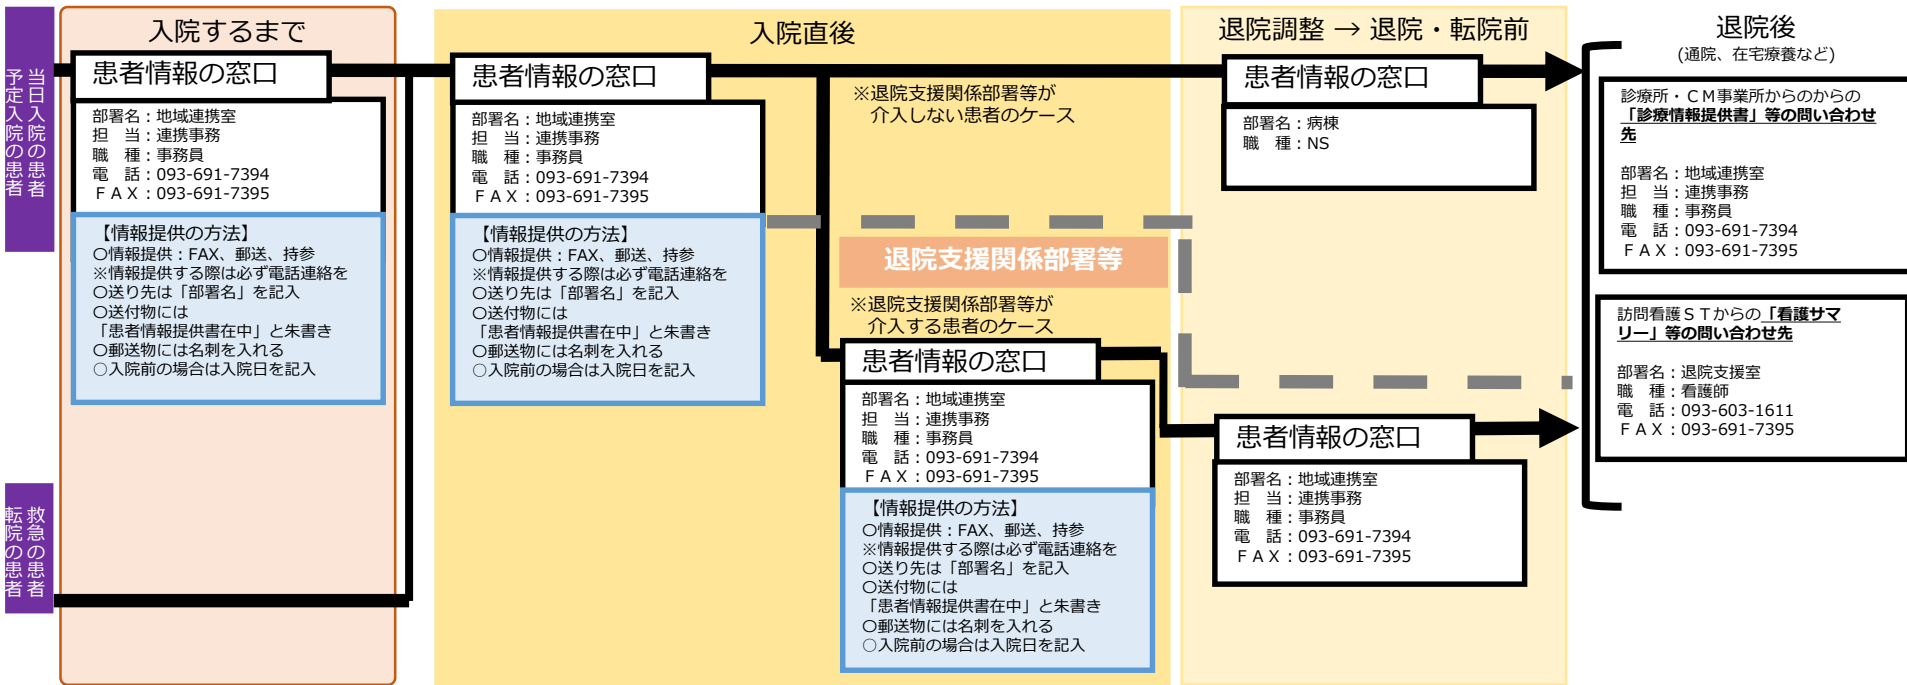 当日入院の患者
予定入院の患者
救急の患者
転院の患者
入院するまで
患者情報の窓口
部署名：地域連携室
担　当：連携事務
職　種：事務員
電　話：093-691-7394
ＦＡＸ：093-691-7395
【情報提供の方法】
○情報提供：FAX、郵送、持参
※情報提供する際は必ず電話連絡を
○送り先は「部署名」を記入
○送付物には
「患者情報提供書在中」と朱書き
○郵送物には名刺を入れる
○入院前の場合は入院日を記入
入院直後
患者情報の窓口
部署名：地域連携室
担　当：連携事務
職　種：事務員
電　話：093-691-7394
ＦＡＸ：093-691-7395
【情報提供の方法】
○情報提供：FAX、郵送、持参
※情報提供する際は必ず電話連絡を
○送り先は「部署名」を記入
○送付物には
「患者情報提供書在中」と朱書き
○郵送物には名刺を入れる
○入院前の場合は入院日を記入
※退院支援関係部署等が
介入しない患者のケース
退院支援関係部署等
※退院支援関係部署等が
介入する患者のケース
患者情報の窓口
部署名：地域連携室
担　当：連携事務
職　種：事務員
電　話：093-691-7394
ＦＡＸ：093-691-7395
【情報提供の方法】
○情報提供：FAX、郵送、持参
※情報提供する際は必ず電話連絡を
○送り先は「部署名」を記入
○送付物には
「患者情報提供書在中」と朱書き
○郵送物には名刺を入れる
○入院前の場合は入院日を記入
退院調整 → 退院・転院前
患者情報の窓口
部署名：病棟
職　種：NS
患者情報の窓口
部署名：地域連携室
担　当：連携事務
職　種：事務員
電　話：093-691-7394
ＦＡＸ：093-691-7395
退院後
(通院、在宅療養など)
診療所・ＣＭ事業所からのからの
「診療情報提供書」等の問い合わせ
先
部署名：地域連携室
担　当：連携事務
職　種：事務員
電　話：093-691-7394
ＦＡＸ：093-691-7395
訪問看護ＳＴからの「看護サマ
リー」等の問い合わせ先
部署名：退院支援室
職　種：看護師
電　話：093-603-1611
ＦＡＸ：093-691-7395